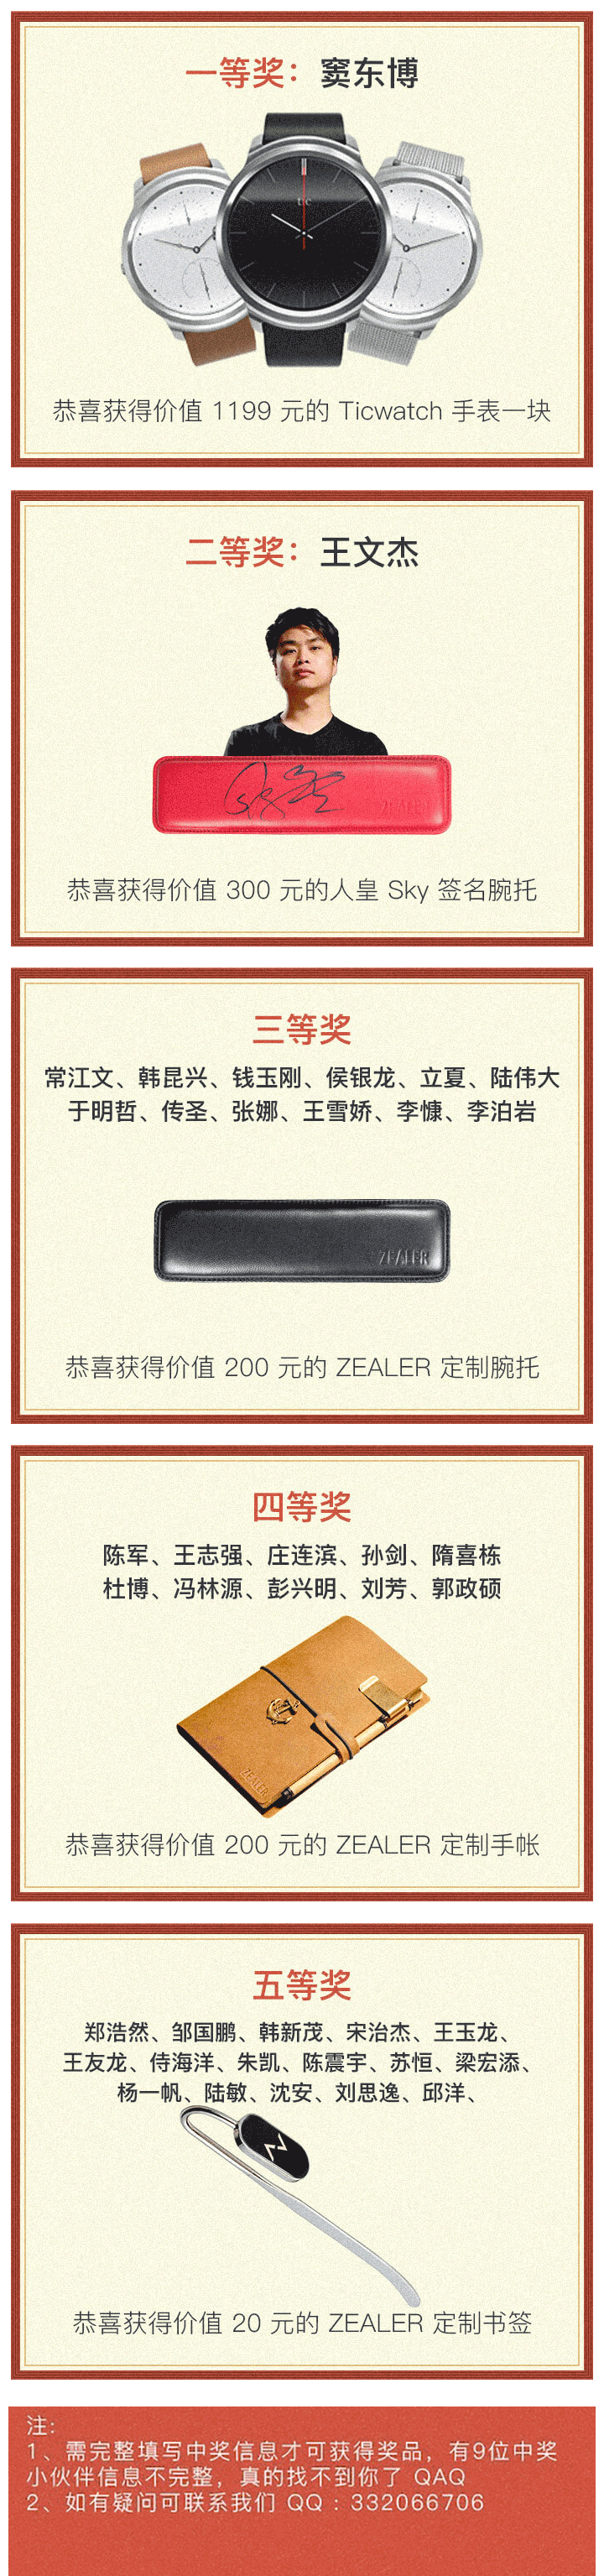 一等奖：窦东博
tic
恭喜获得价值 1199 元的 Ticwatch 手表一块
二等奖：王文杰
ZEALER
恭喜获得价值 300 元的人皇 Sky 签名腕托
三等奖
常江文、韩昆兴、钱玉刚、侯银龙、立夏、陆伟大
于明哲、传圣、张娜、王雪娇、李慷、李泊岩
ZEALER
恭喜获得价值 200 元的 ZEALER 定制腕托
四等奖
陈军、王志强、庄连滨、孙剑、隋喜栋
杜博、冯林源、彭兴明、刘芳、郭政硕
ZEALER
恭喜获得价值 200 元的 ZEALER 定制手帐
五等奖
郑浩然、邹国鹏、韩新茂、宋治杰、王玉龙、
王友龙、侍海洋、朱凯、陈震宇、苏恒、梁宏添、
杨一帆、陆敏、沈安、刘思逸、邱洋、
恭喜获得价值 20 元的 ZEALER 定制书签
注:
1、需完整填写中奖信息才可获得奖品，有9位中奖
小伙伴信息不完整，真的找不到你了 QAQ
2、如有疑问可联系我们 QQ : 332066706